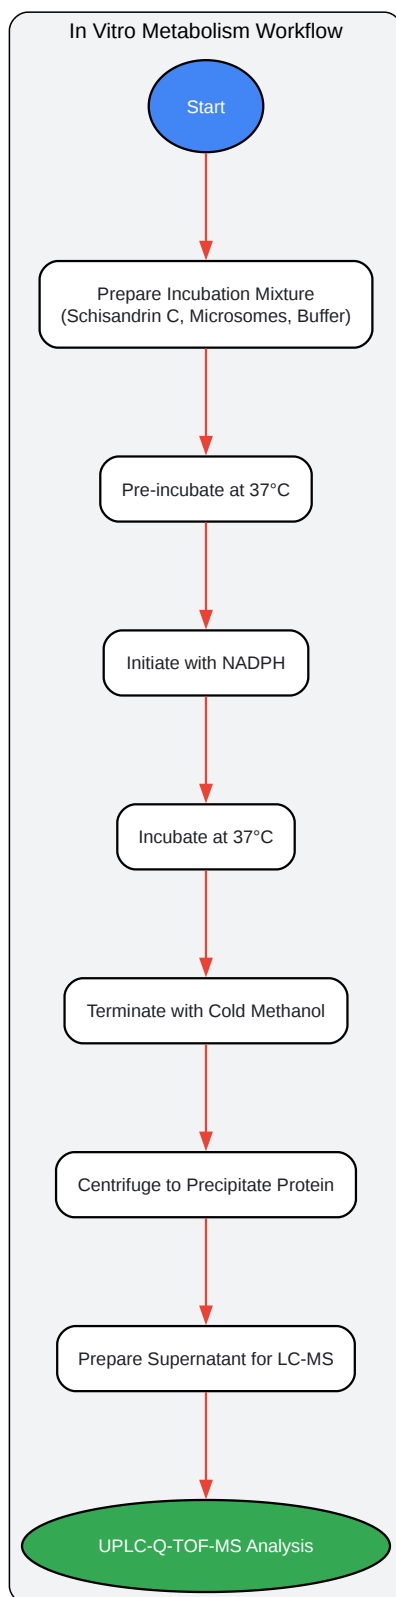 In Vitro Metabolism Workflow
Start
Prepare Incubation Mixture
(Schisandrin C, Microsomes, Buffer)
Pre-incubate at 37°C
Initiate with NADPH
Incubate at 37°C
Terminate with Cold Methanol
Centrifuge to Precipitate Protein
Prepare Supernatant for LC-MS
UPLC-Q-TOF-MS Analysis